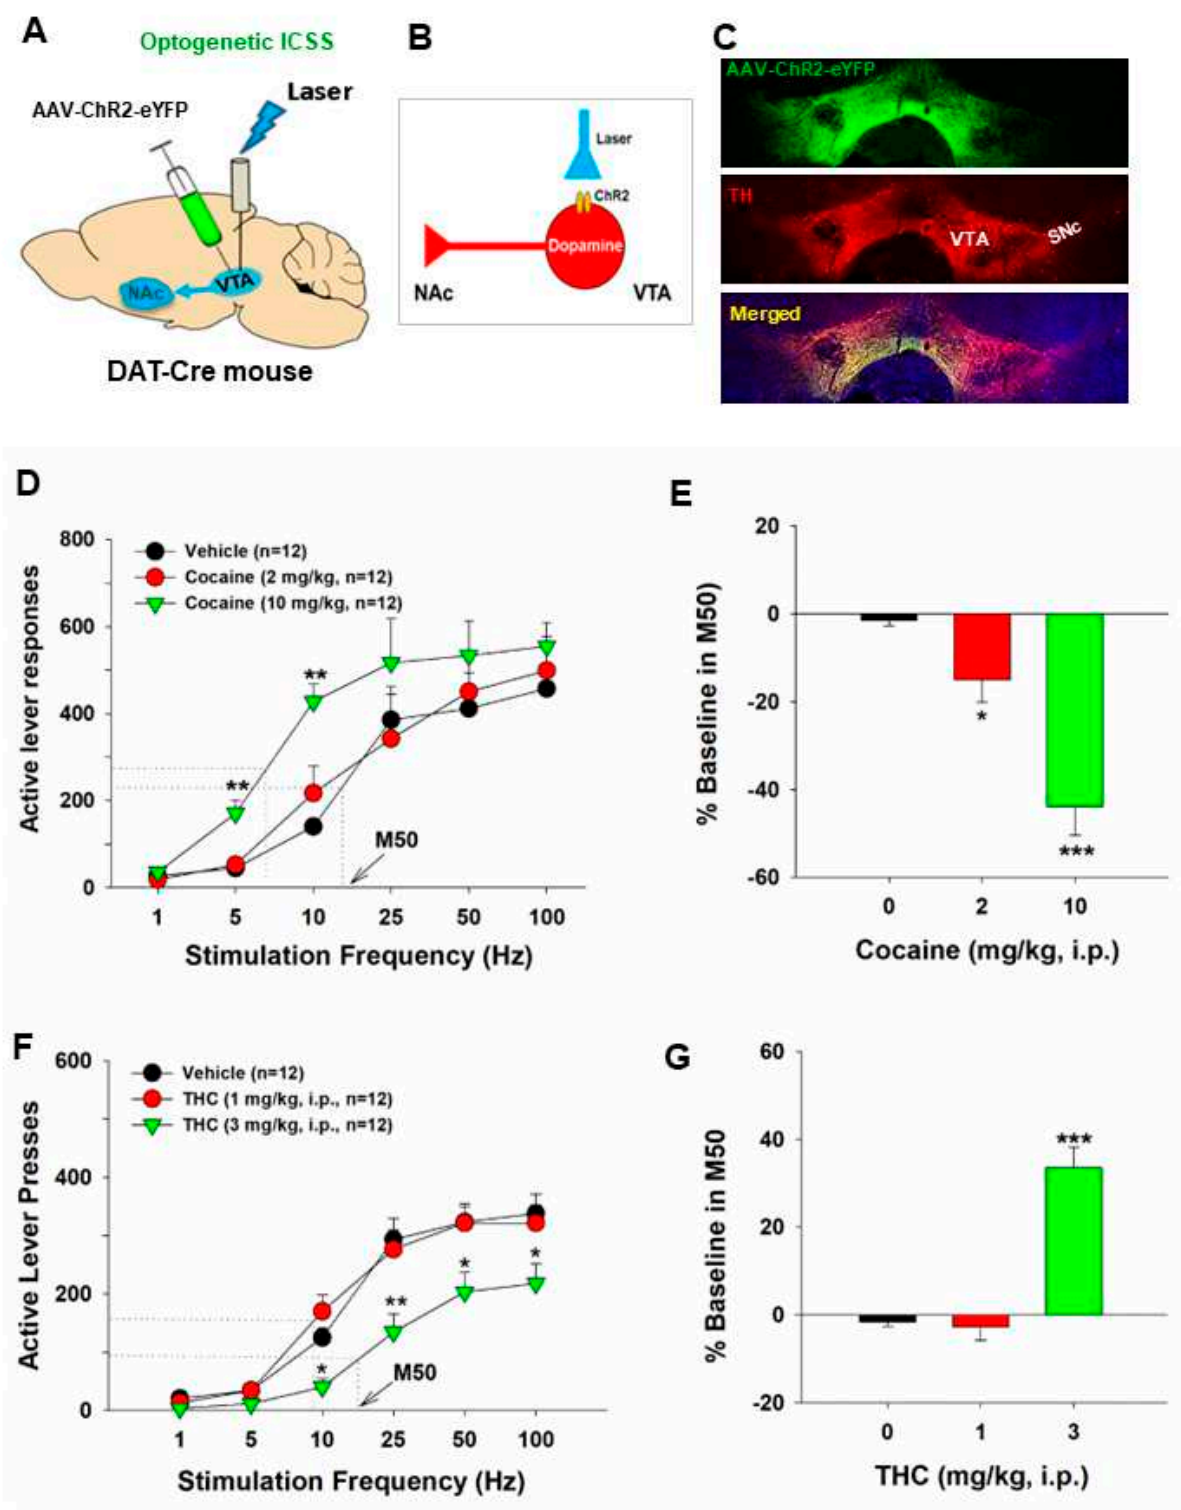 A
Optogenetic ICSS
AAV-ChR2-eYFP
Laser
NAc
VTA
DAT-Cre mouse
B
Laser
ChR2
Dopamine
NAc
VTA
C
AAV-ChR2-eYFP
TH
VTA
SNc
Merged
D
Active lever responses
800
600
400
200
0
Vehicle (n=12)
Cocaine (2 mg/kg, n=12)
Cocaine (10 mg/kg, n=12)
**
**
M50
1 5 10 25 50 100
Stimulation Frequency (Hz)
E
% Baseline in M50)
20
0
-20
-40
-60
*
***
0 2 10
Cocaine (mg/kg, i.p.)
F
Active Lever Presses
600
400
200
0
Vehicle (n=12)
THC (1 mg/kg, i.p., n=12)
THC (3 mg/kg, i.p., n=12)
*
**
*
*
M50
1 5 10 25 50 100
Stimulation Frequency (Hz)
G
% Baseline in M50
60
40
20
0
-20
***
0 1 3
THC (mg/kg, i.p.)